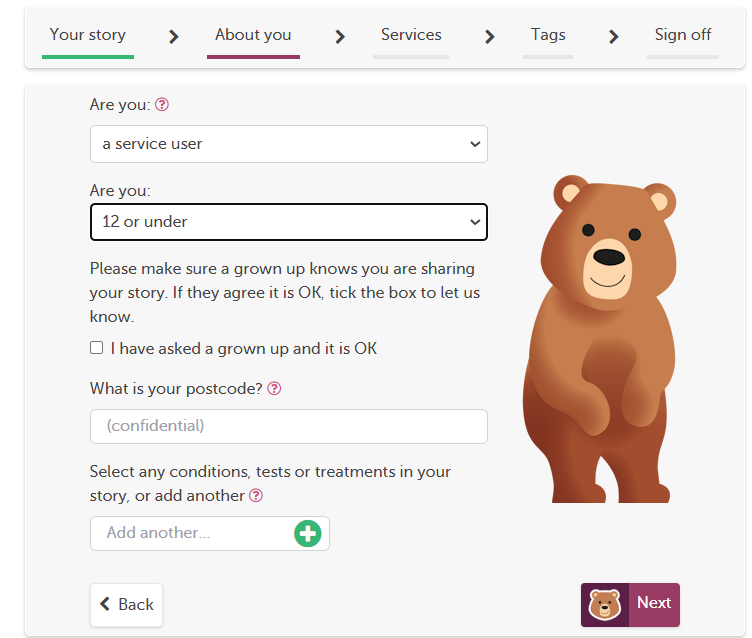 Your story
About you
Services
Tags
Sign off
Are you: ?
a service user
Are you:
12 or under
Please make sure a grown up knows you are sharing
your story. If they agree it is OK, tick the box to let us
know.
I have asked a grown up and it is OK
What is your postcode? ?
(confidential)
Select any conditions, tests or treatments in your
story, or add another ?
Add another...
Back
Next